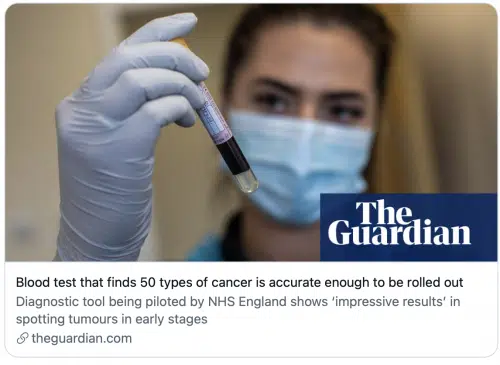 The
Guardian
Blood test that finds 50 types of cancer is accurate enough to be rolled out
Diagnostic tool being piloted by NHS England shows ‘impressive results’ in
spotting tumours in early stages
theguardian.com